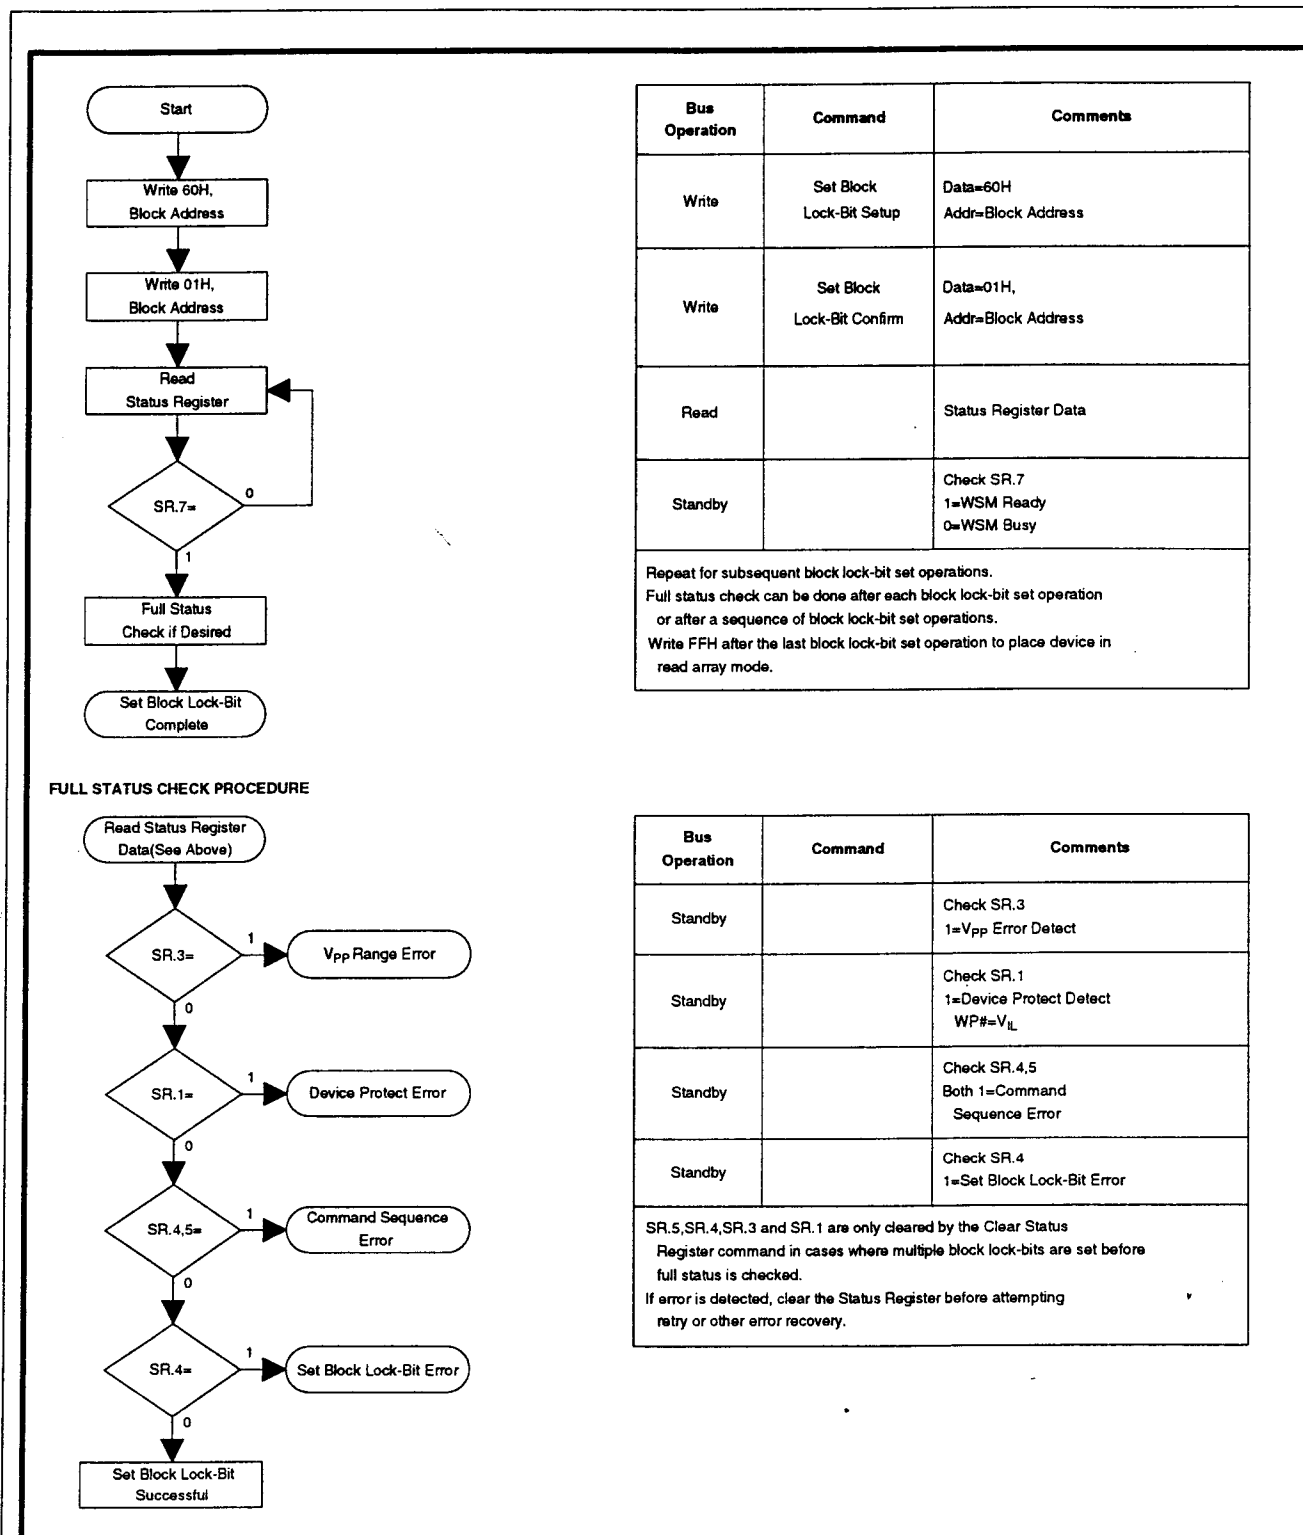 Start
Write 60H,
Block Address
Write 01H,
Block Address
Read
Status Register
SR.7=
0
1
Full Status
Check if Desired
Set Block Lock-Bit
Complete
Bus
Operation
Command
Comments
Write
Set Block
Lock-Bit Setup
Data=60H
Addr=Block Address
Write
Set Block
Lock-Bit Confirm
Data=01H,
Addr=Block Address
Read
Status Register Data
Standby
Check SR.7
1=WSM Ready
0=WSM Busy
Repeat for subsequent block lock-bit set operations.
Full status check can be done after each block lock-bit set operation
or after a sequence of block lock-bit set operations.
Write FFH after the last block lock-bit set operation to place device in
read array mode.
FULL STATUS CHECK PROCEDURE
Read Status Register
Data(See Above)
SR.3=
1
VPP Range Error
0
SR.1=
1
Device Protect Error
0
SR.4,5=
1
Command Sequence
Error
0
SR.4=
1
Set Block Lock-Bit Error
0
Set Block Lock-Bit
Successful
Bus
Operation
Command
Comments
Standby
Check SR.3
1=VPP Error Detect
Standby
Check SR.1
1=Device Protect Detect
WP#=VIL
Standby
Check SR.4,5
Both 1=Command
Sequence Error
Standby
Check SR.4
1=Set Block Lock-Bit Error
SR.5,SR.4,SR.3 and SR.1 are only cleared by the Clear Status
Register command in cases where multiple block lock-bits are set before
full status is checked.
If error is detected, clear the Status Register before attempting
retry or other error recovery.